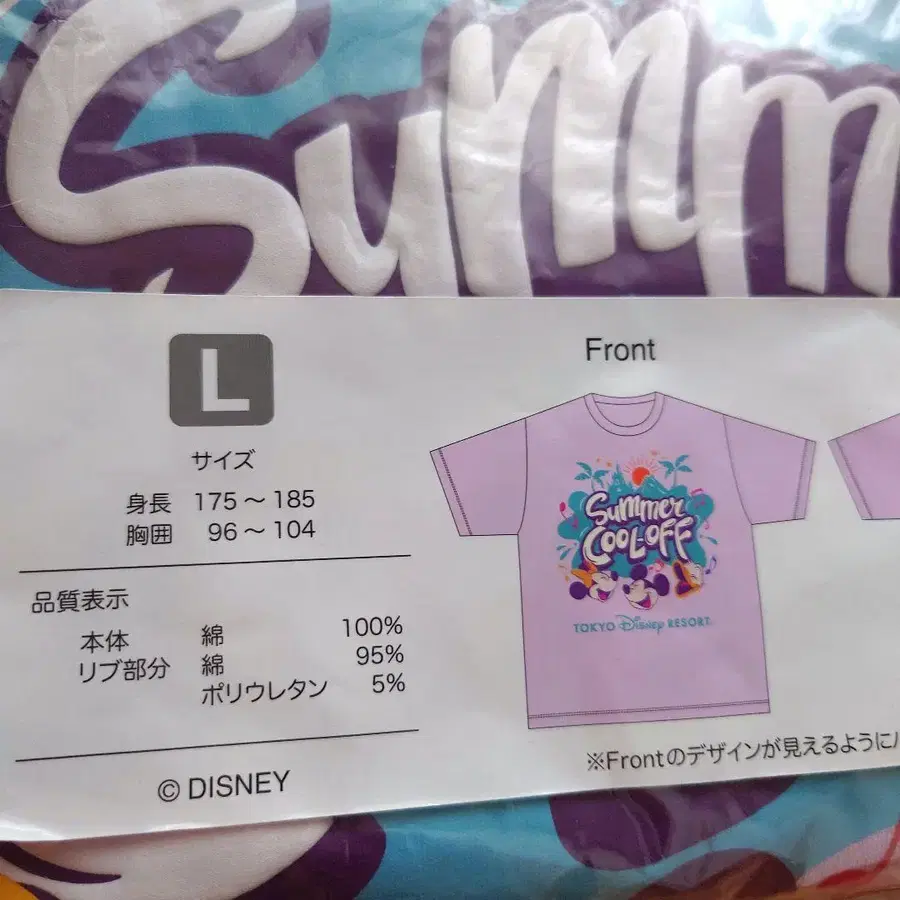 Summ
L
サイズ
身長 175～185
胸囲 96～104
品質表示
本体 綿 100%
リブ部分 綿 95%
ポリウレタン 5%
© DISNEY
Front
Summer
COOL-OFF
TOKYO Disney RESORT
※Frontのデザインが見えるように